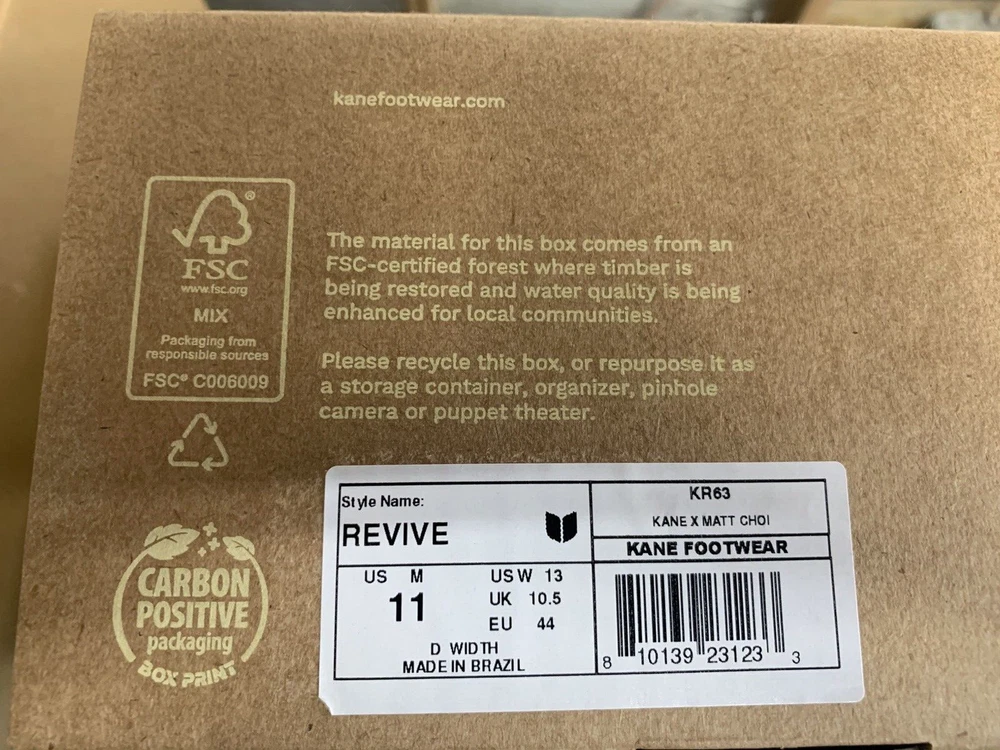 kanefootwear.com
FSC®
www.fsc.org
MIX
Packaging from
responsible sources
FSC® C006009
The material for this box comes from an
FSC-certified forest where timber is
being restored and water quality is being
enhanced for local communities.
Please recycle this box, or repurpose it as
a storage container, organizer, pinhole
camera or puppet theater.
CARBON
POSITIVE
packaging
BOX PRINT
Style Name:
REVIVE
KR63
KANE X MATT CHOI
KANE FOOTWEAR
US M
11
US W 13
UK 10.5
EU 44
D WIDTH
MADE IN BRAZIL
8 10139 23123 3